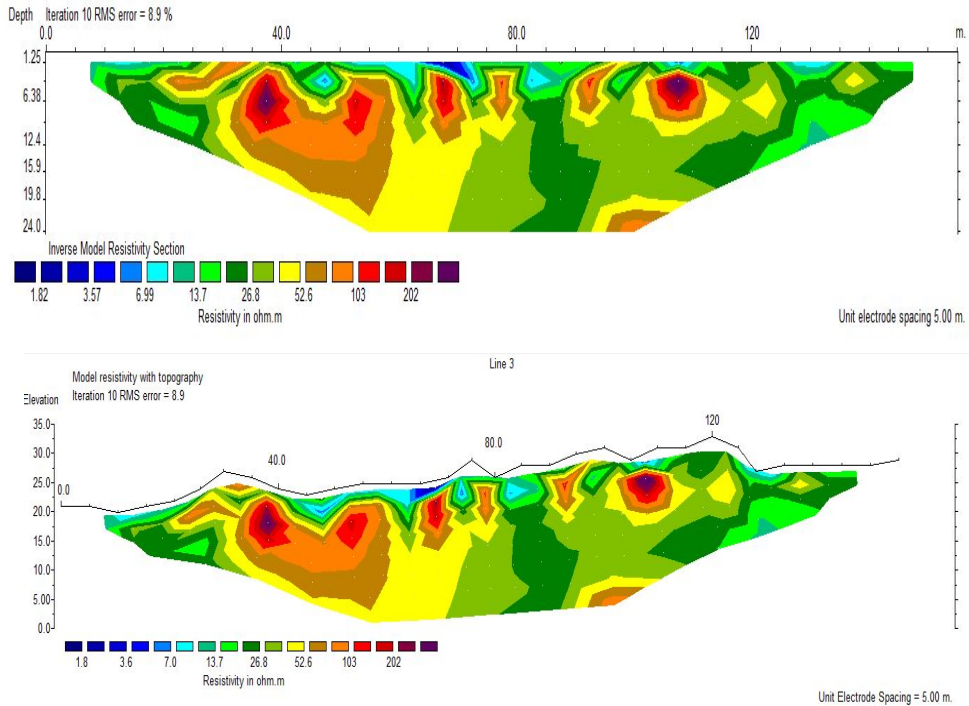 Depth Iteration 10 RMS error = 8.9 %
0.0 40.0 80.0 120 m.
1.25
6.38
12.4
15.9
19.8
24.0
Inverse Model Resistivity Section
1.82 3.57 6.99 13.7 26.8 52.6 103 202
Resistivity in ohm.m
Unit electrode spacing 5.00 m.
Line 3
Model resistivity with topography
Iteration 10 RMS error = 8.9
Elevation
35.0
30.0
25.0
20.0
15.0
10.0
5.00
0.0
0.0 40.0 80.0 120
1.8 3.6 7.0 13.7 26.8 52.6 103 202
Resistivity in ohm.m
Unit Electrode Spacing = 5.00 m.